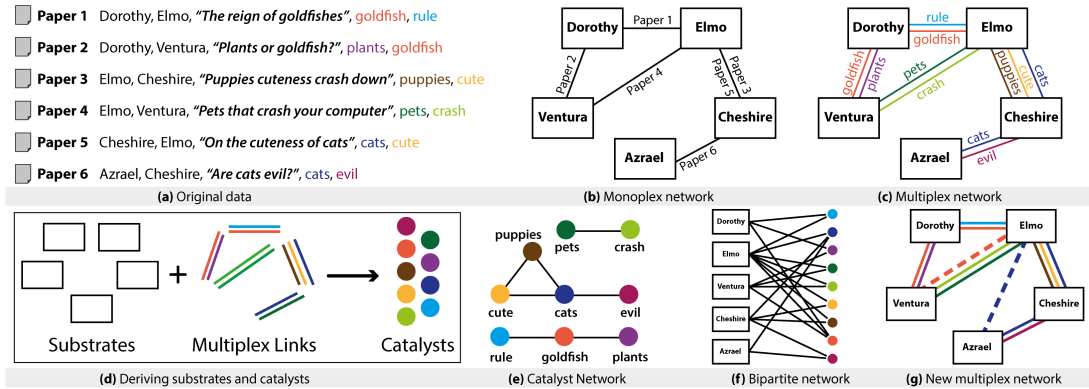 Paper 1 Dorothy, Elmo, “The reign of goldfishes”, goldfish, rule
Paper 2 Dorothy, Ventura, “Plants or goldfish?”, plants, goldfish
Paper 3 Elmo, Cheshire, “Puppies cuteness crash down”, puppies, cute
Paper 4 Elmo, Ventura, “Pets that crash your computer”, pets, crash
Paper 5 Cheshire, Elmo, “On the cuteness of cats”, cats, cute
Paper 6 Azrael, Cheshire, “Are cats evil?”, cats, evil
(a) Original data
Dorothy
Paper 1
Elmo
Paper 2
Paper 4
Paper 3
Paper 5
Ventura
Cheshire
Azrael
Paper 6
(b) Monoplex network
Dorothy
rule
goldfish
Elmo
goldfish
plants
pets
crash
puppies
cute
cats
Ventura
Cheshire
Azrael
cats
evil
(c) Multiplex network
Substrates
+
Multiplex Links
Catalysts
(d) Deriving substrates and catalysts
puppies
pets
crash
cute
cats
evil
rule
goldfish
plants
(e) Catalyst Network
Dorothy
Elmo
Ventura
Cheshire
Azrael
(f) Bipartite network
Dorothy
Elmo
Ventura
Cheshire
Azrael
(g) New multiplex network